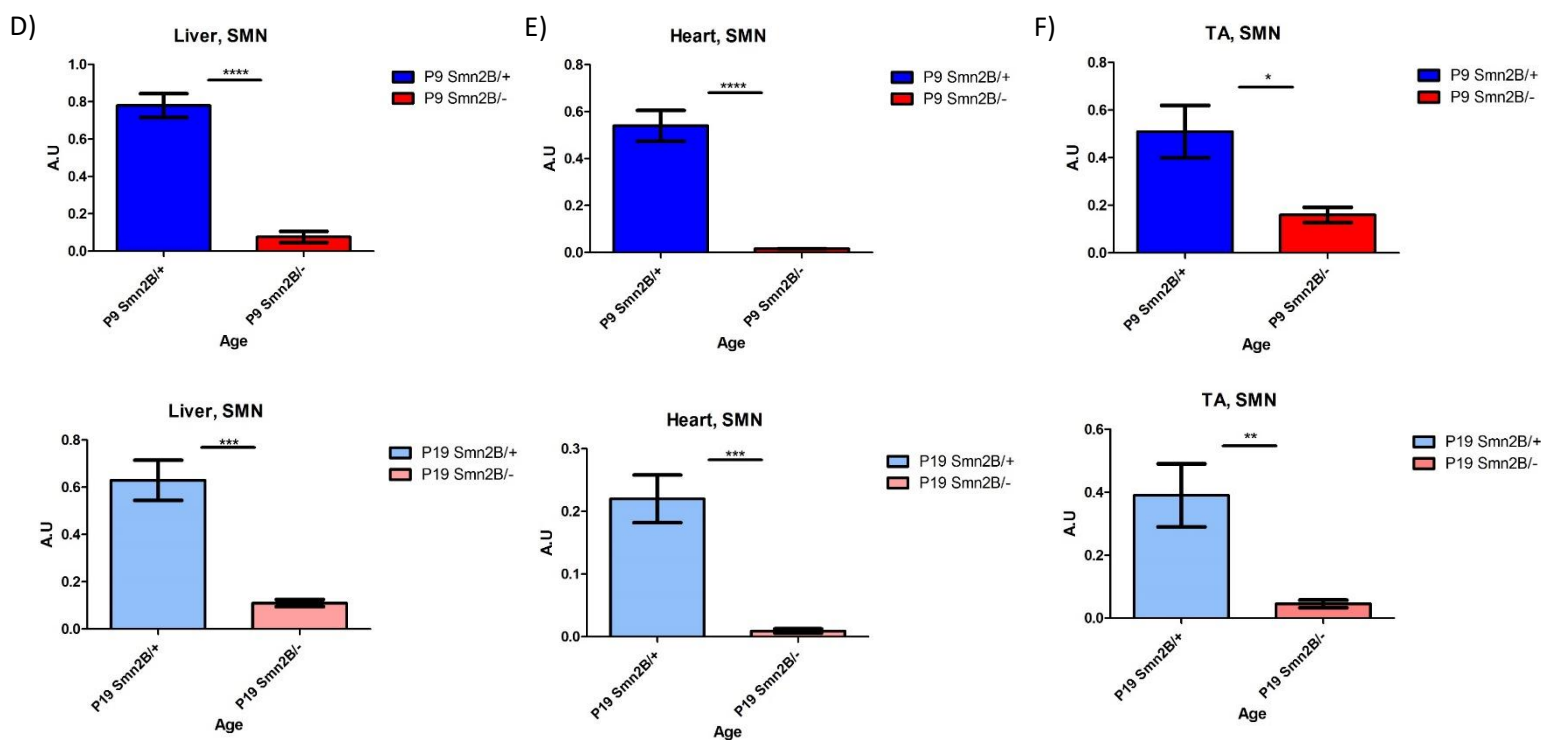 D)
Liver, SMN
1.0
0.8
0.6
0.4
0.2
0.0
A.U
****
P9 Smn2B/+
P9 Smn2B/-
P9 Smn2B/+
P9 Smn2B/-
Age
E)
Heart, SMN
0.8
0.6
0.4
0.2
0.0
A.U
****
P9 Smn2B/+
P9 Smn2B/-
P9 Smn2B/+
P9 Smn2B/-
Age
F)
TA, SMN
0.8
0.6
0.4
0.2
0.0
A.U
*
P9 Smn2B/+
P9 Smn2B/-
P9 Smn2B/+
P9 Smn2B/-
Age
Liver, SMN
0.8
0.6
0.4
0.2
0.0
A.U
***
P19 Smn2B/+
P19 Smn2B/-
P19 Smn2B/+
P19 Smn2B/-
Age
Heart, SMN
0.3
0.2
0.1
0.0
A.U
***
P19 Smn2B/+
P19 Smn2B/-
P19 Smn2B/+
P19 Smn2B/-
Age
TA, SMN
0.6
0.4
0.2
0.0
A.U
**
P19 Smn2B/+
P19 Smn2B/-
P19 Smn2B/+
P19 Smn2B/-
Age